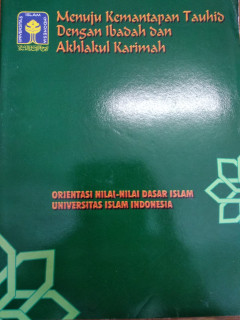 Menuju Kemantapan Tauhid
Dengan Ibadah dan
Akhlakul Karimah
ORIENTASI NILAI-NILAI DASAR ISLAM
UNIVERSITAS ISLAM INDONESIA